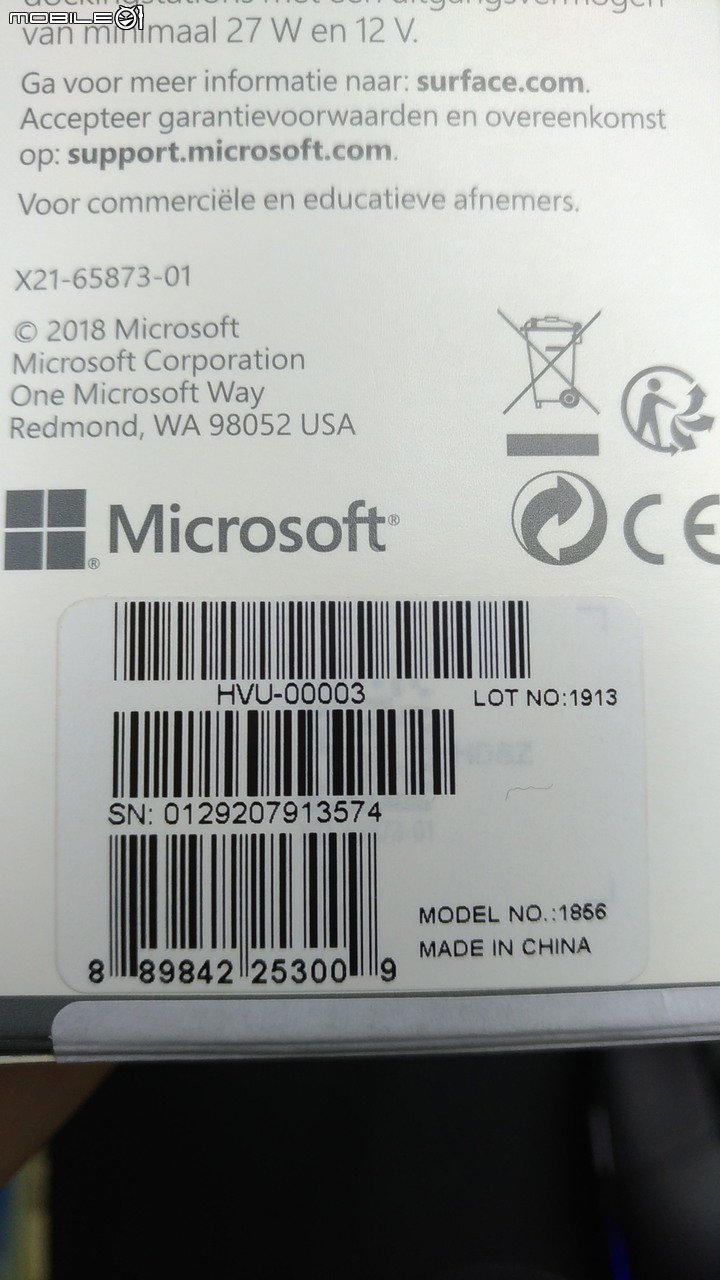 MOBILE01
van minimaal 27 W en 12 V.
Ga voor meer informatie naar: surface.com.
Accepteer garantievoorwaarden en overeenkomst
op: support.microsoft.com.
Voor commerciële en educatieve afnemers.
X21-65873-01
© 2018 Microsoft
Microsoft Corporation
One Microsoft Way
Redmond, WA 98052 USA
Microsoft®
CE
HVU-00003
LOT NO:1913
SN: 0129207913574
MODEL NO.:1856
MADE IN CHINA
8 89842 25300 9